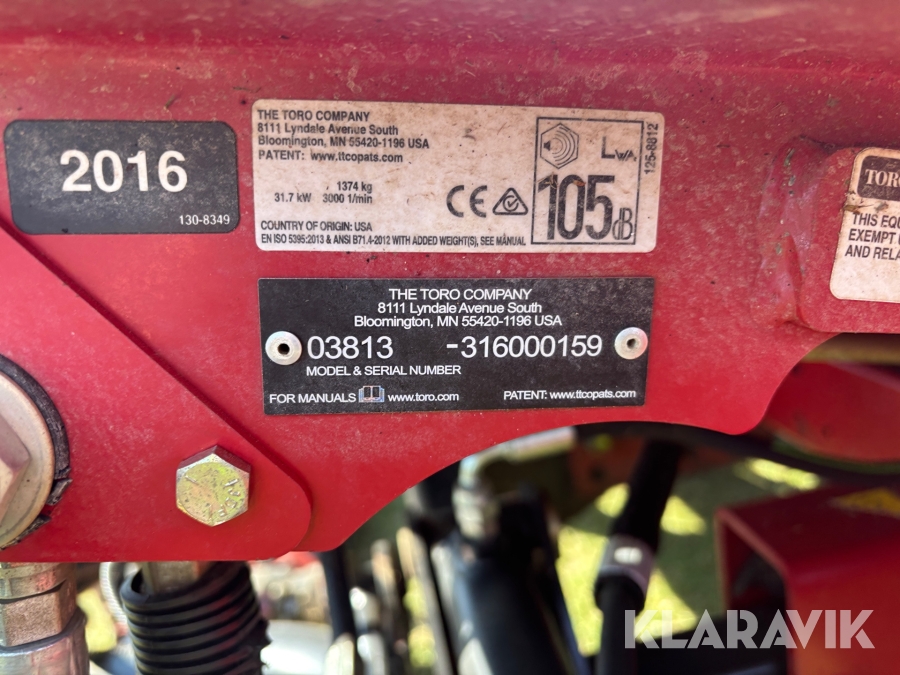 2016
130-8349
THE TORO COMPANY
8111 Lyndale Avenue South
Bloomington, MN 55420-1196 USA
PATENT: www.ttcopats.com
1374 kg
31.7 kW 3000 1/min
COUNTRY OF ORIGIN: USA
EN ISO 5395:2013 & ANSI B71.4-2012 WITH ADDED WEIGHT(S), SEE MANUAL
CE
LWA
105dB
125-8812
THE TORO COMPANY
8111 Lyndale Avenue South
Bloomington, MN 55420-1196 USA
03813 -316000159
MODEL & SERIAL NUMBER
FOR MANUALS www.toro.com
PATENT: www.ttcopats.com
TORO
THIS EQU
EXEMPT
AND RELA
KLARAVIK